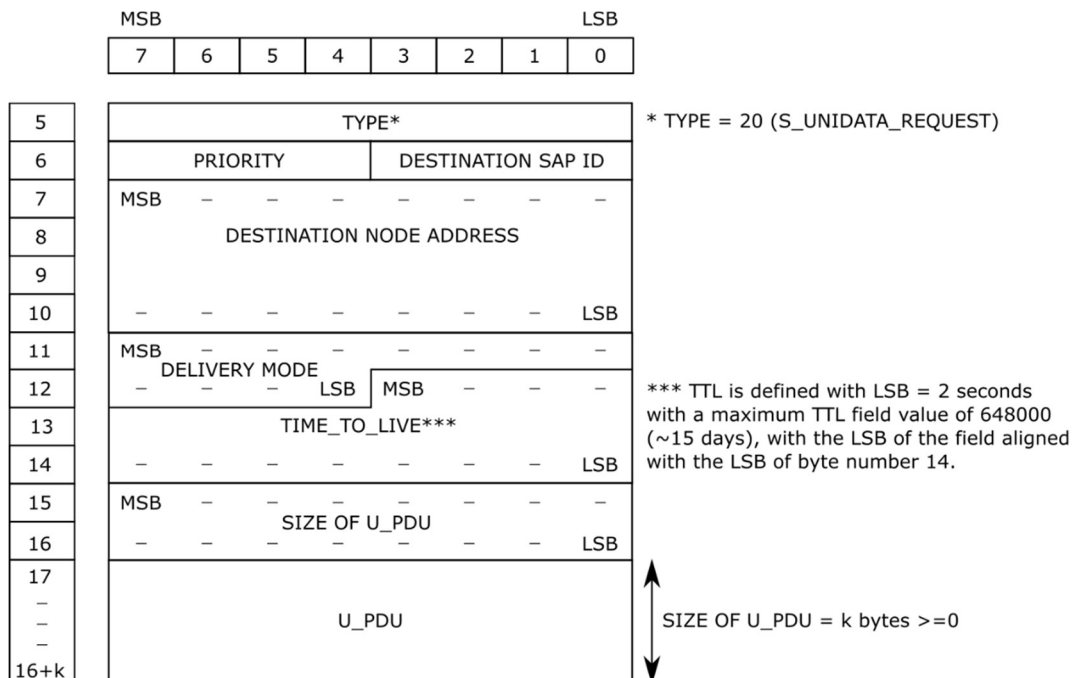 MSB LSB
7 6 5 4 3 2 1 0
5 TYPE* * TYPE = 20 (S_UNIDATA_REQUEST)
6 PRIORITY DESTINATION SAP ID
7 MSB – – – – – – –
8 DESTINATION NODE ADDRESS
9
10 – – – – – – – LSB
11 MSB – – – – – – –
DELIVERY MODE
12 – – – LSB MSB – – – *** TTL is defined with LSB = 2 seconds
13 TIME_TO_LIVE*** with a maximum TTL field value of 648000
(~15 days), with the LSB of the field aligned
14 – – – – – – – LSB with the LSB of byte number 14.
15 MSB – – – – – – –
SIZE OF U_PDU
16 – – – – – – – LSB
17
–
– U_PDU SIZE OF U_PDU = k bytes >=0
–
16+k